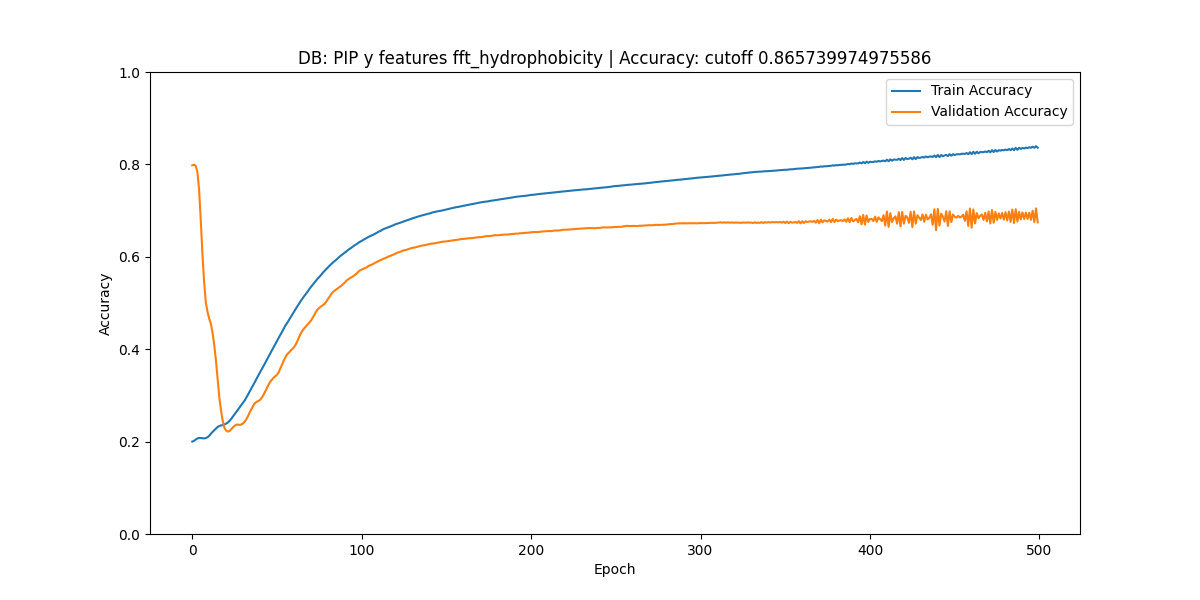 DB: PIP y features fft_hydrophobicity | Accuracy: cutoff 0.865739974975586
Train Accuracy
Validation Accuracy
Accuracy
1.0
0.8
0.6
0.4
0.2
0.0
0 100 200 300 400 500
Epoch